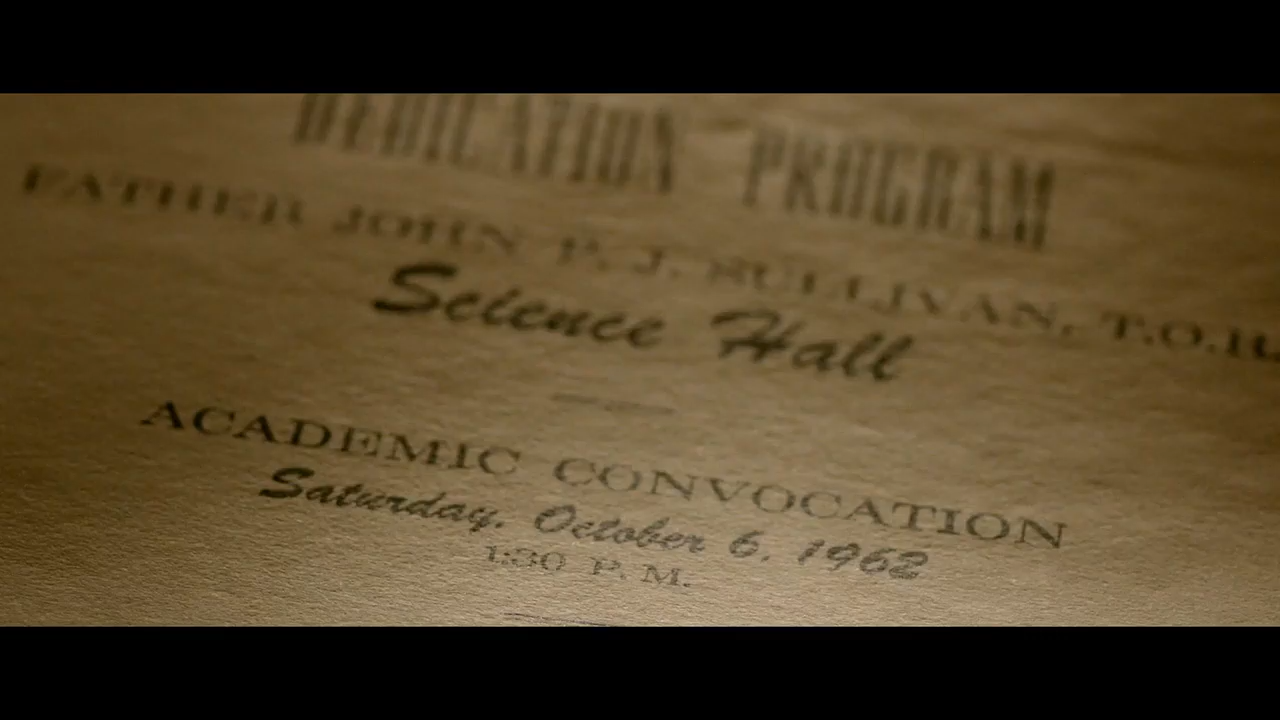 DEDICATION PROGRAM
FATHER JOHN P. J. SULLIVAN, T.O.R.
Science Hall
ACADEMIC CONVOCATION
Saturday, October 6, 1962
1:30 P. M.